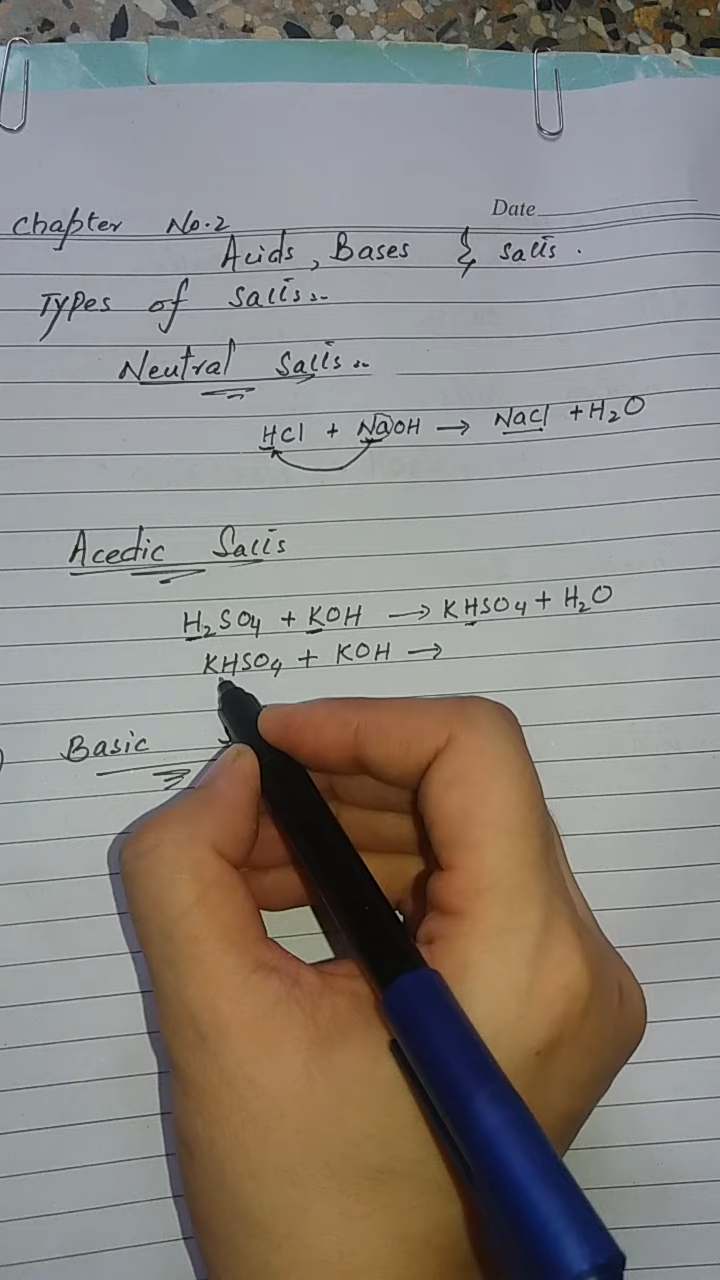 Date
Chapter No.2
Acids, Bases & Salts.
Types of Salts:-
Neutral Salts:-
HCl + NaOH → NaCl + H₂O
Acedic Salts
H₂SO₄ + KOH → KHSO₄ + H₂O
KHSO₄ + KOH →
Basic